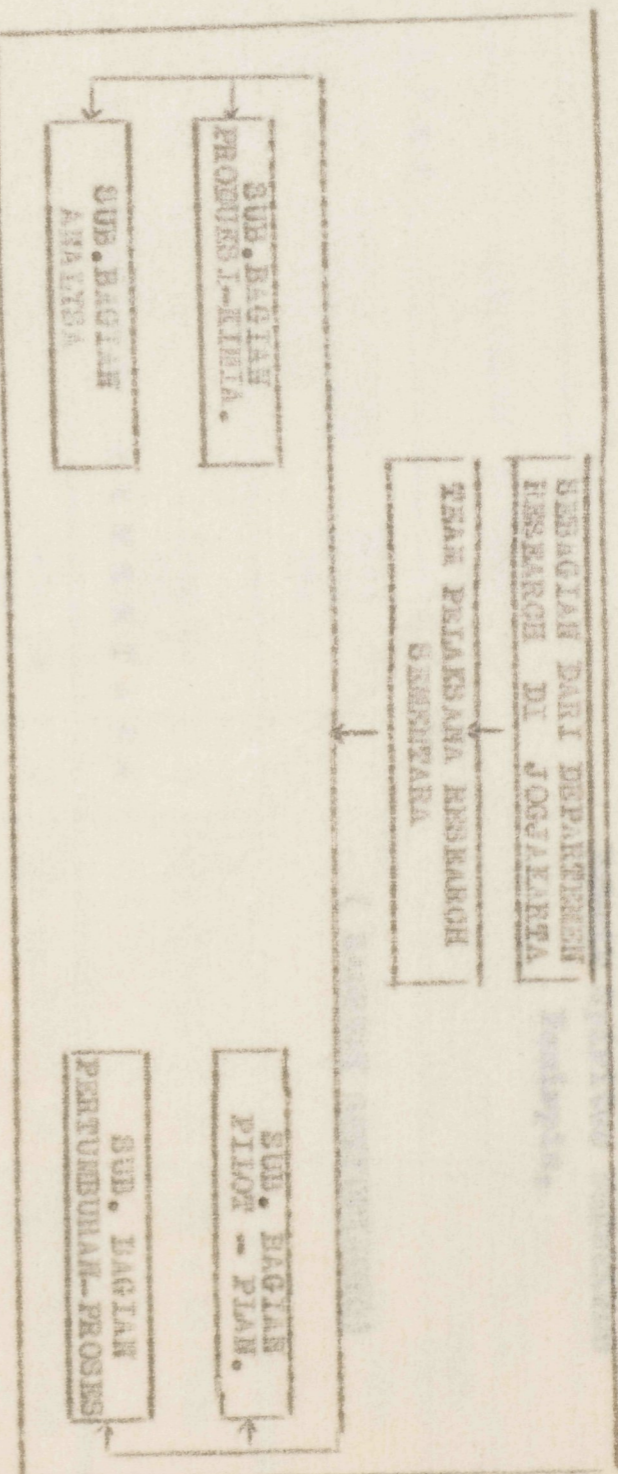 SEBAGIAN DARI DEPARTEMEN
RESEARCH DI JOGJAKARTA
TEAM PELAKSANA RESEARCH
SEMENTARA
SUB.BAGIAN
PRODUKSI-KIMIA.
SUB.BAGIAN
ANALYSA
SUB. BAGIAN
PILOT - PLAN.
SUB. BAGIAN
PERTUMBUHAN-PROSES